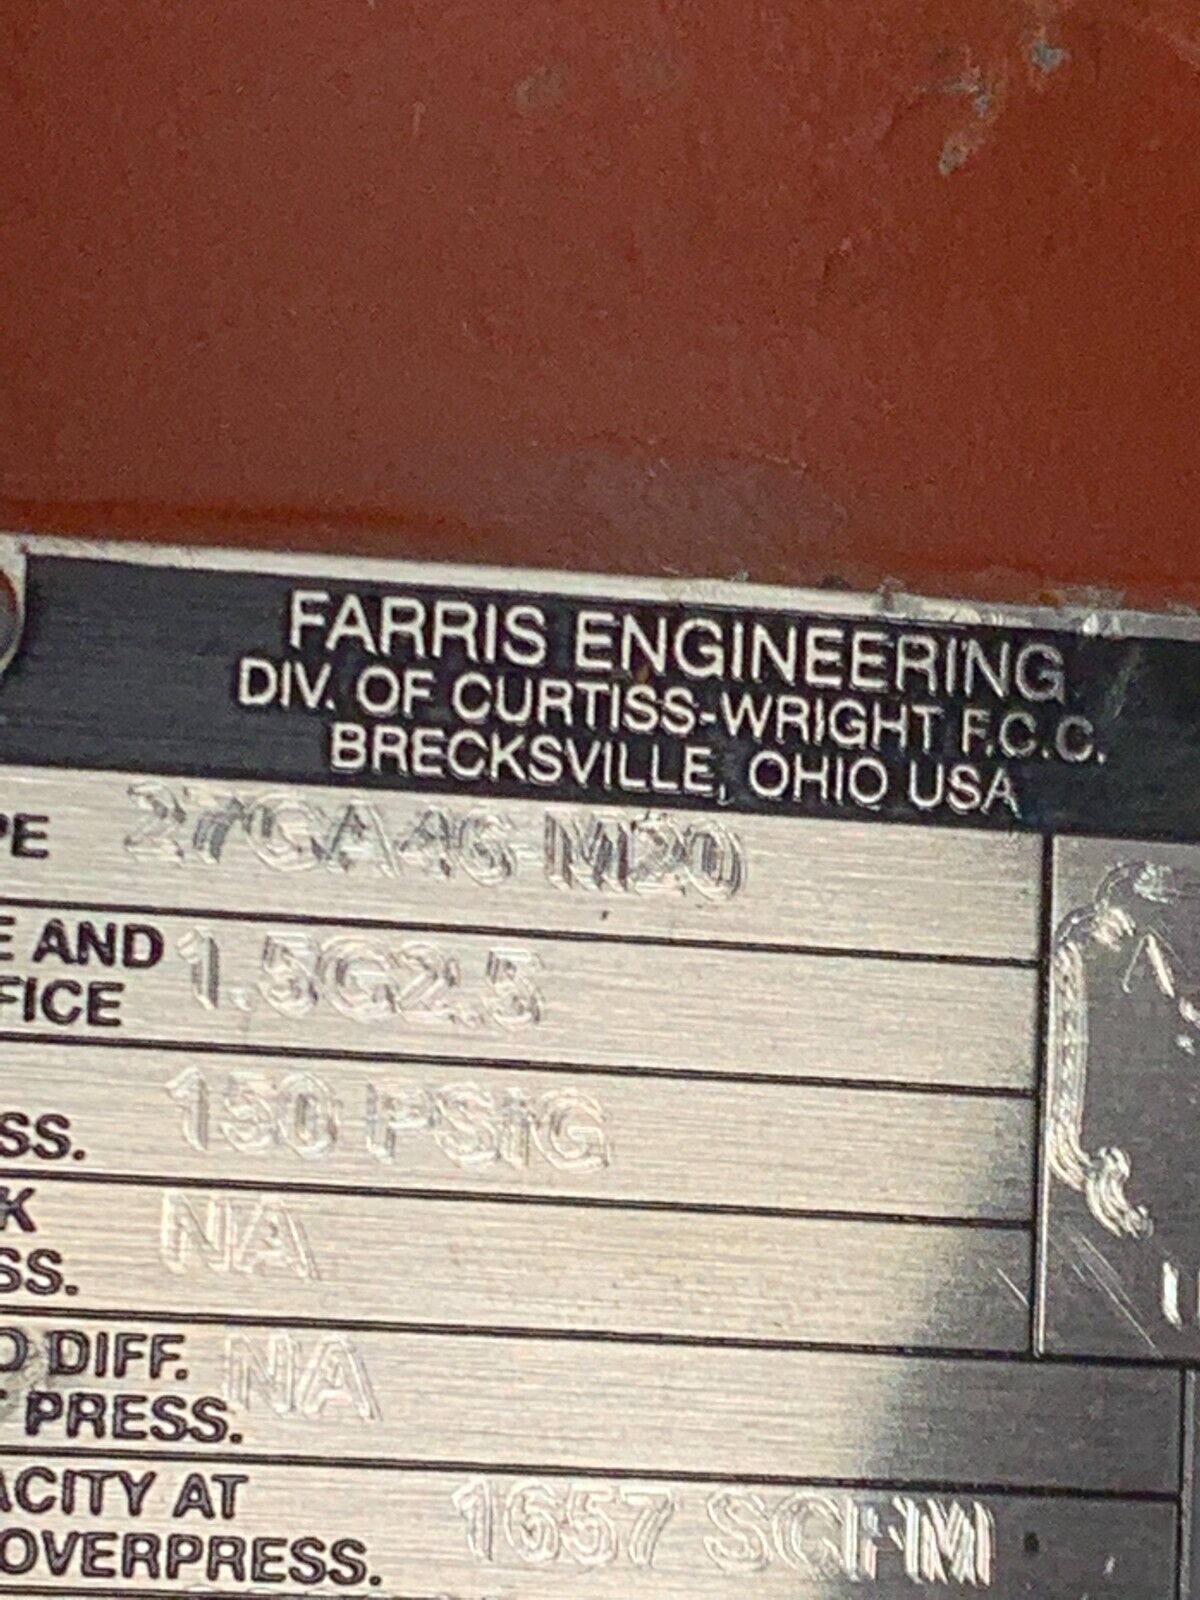 FARRIS ENGINEERING
DIV. OF CURTISS-WRIGHT F.C.C.
BRECKSVILLE, OHIO USA
PE 27GA46 M20
E AND
FICE 1.5G2.5
SS. 150 PSIG
K
SS. NA
D DIFF.
T PRESS. NA
ACITY AT
OVERPRESS. 1657 SCFM